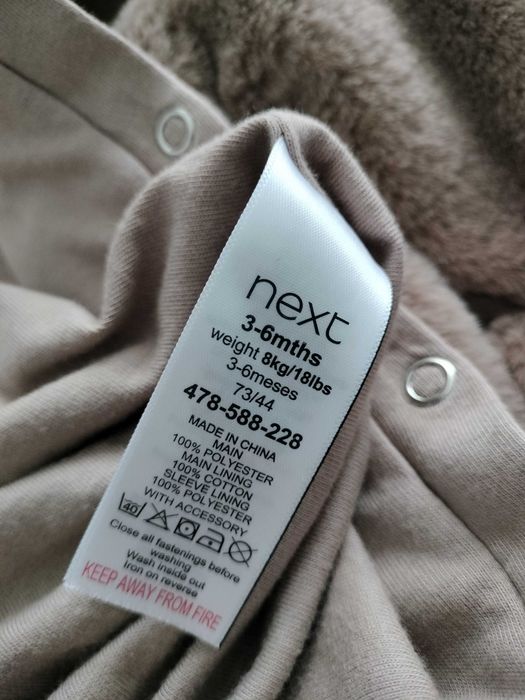 next
3-6mths
weight 8kg/18lbs
3-6meses
73/44
478-588-228
MADE IN CHINA
MAIN
100% POLYESTER
MAIN LINING
100% COTTON
SLEEVE LINING
100% POLYESTER
WITH ACCESSORY
40
Close all fastenings before
washing
Wash inside out
Iron on reverse
KEEP AWAY FROM FIRE